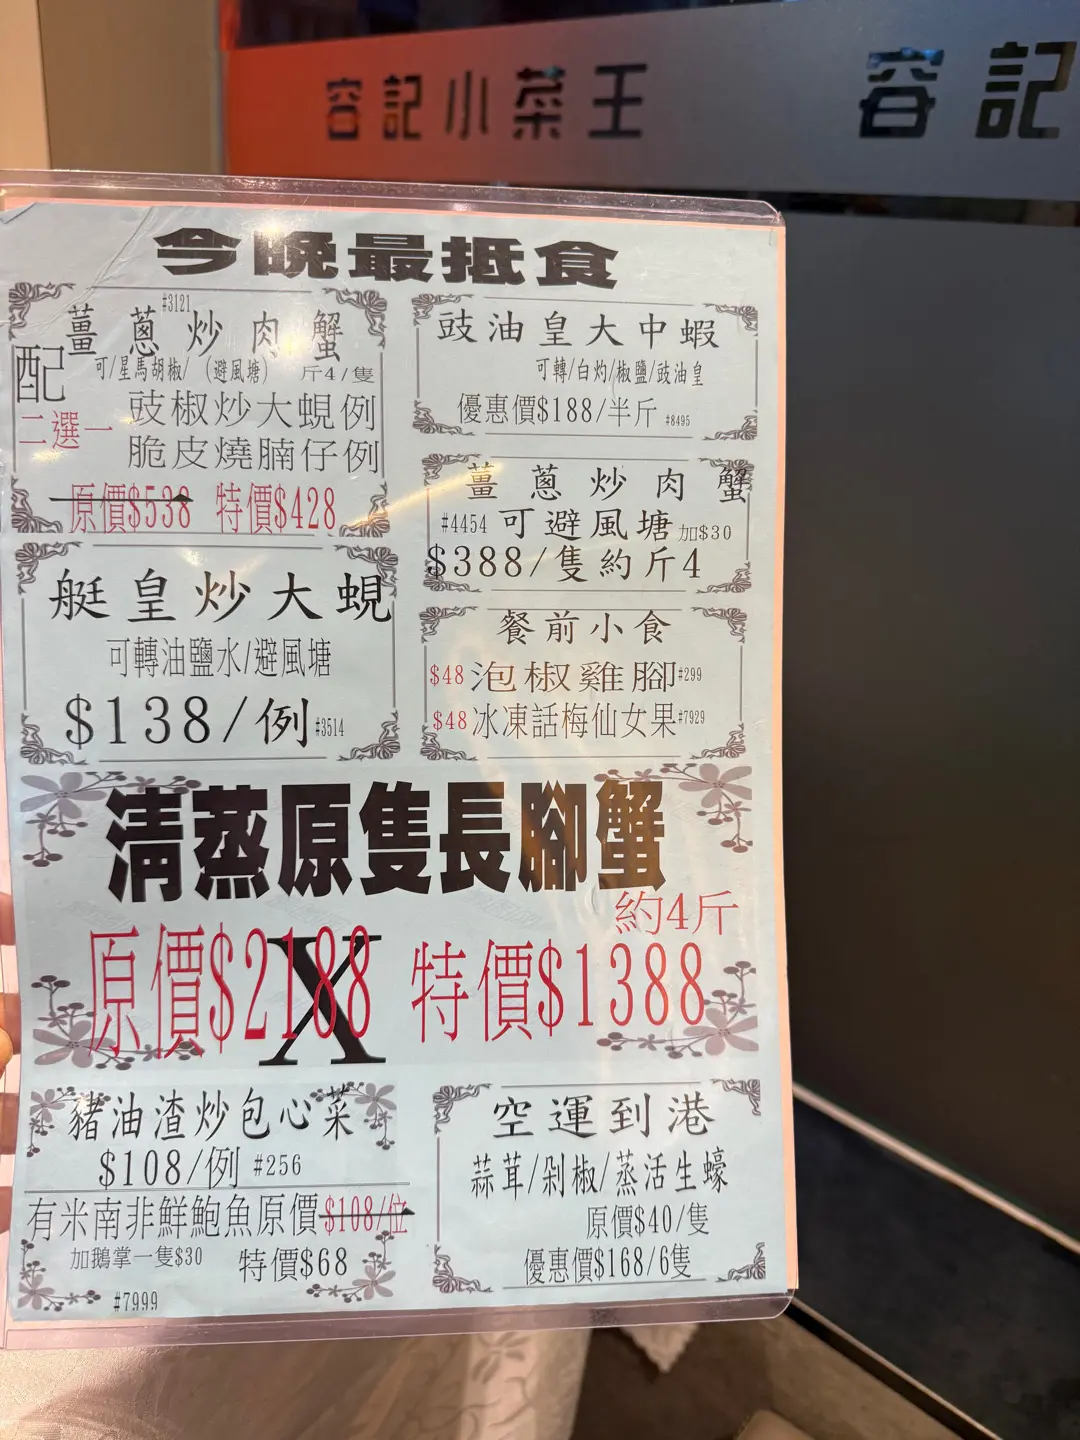 容記小菜王
容記
今晚最抵食
#3121
薑蔥炒肉蟹
可/星馬胡椒/（避風塘） 斤4/隻
配
二選一
豉椒炒大蜆例
脆皮燒腩仔例
原價$538 特價$428
豉油皇大中蝦
可轉/白灼/椒鹽/豉油皇
優惠價$188/半斤 #8495
薑蔥炒肉蟹
#4454 可避風塘 加$30
$388/隻約斤4
艇皇炒大蜆
可轉油鹽水/避風塘
$138/例 #3514
餐前小食
$48 泡椒雞腳 #299
$48 冰凍話梅仙女果 #7929
清蒸原隻長腳蟹
約4斤
原價$2188 X 特價$1388
豬油渣炒包心菜
$108/例 #256
有米南非鮮鮑魚原價$108/位
加鵝掌一隻$30 特價$68
#7999
空運到港
蒜茸/剁椒/蒸活生蠔
原價$40/隻
優惠價$168/6隻